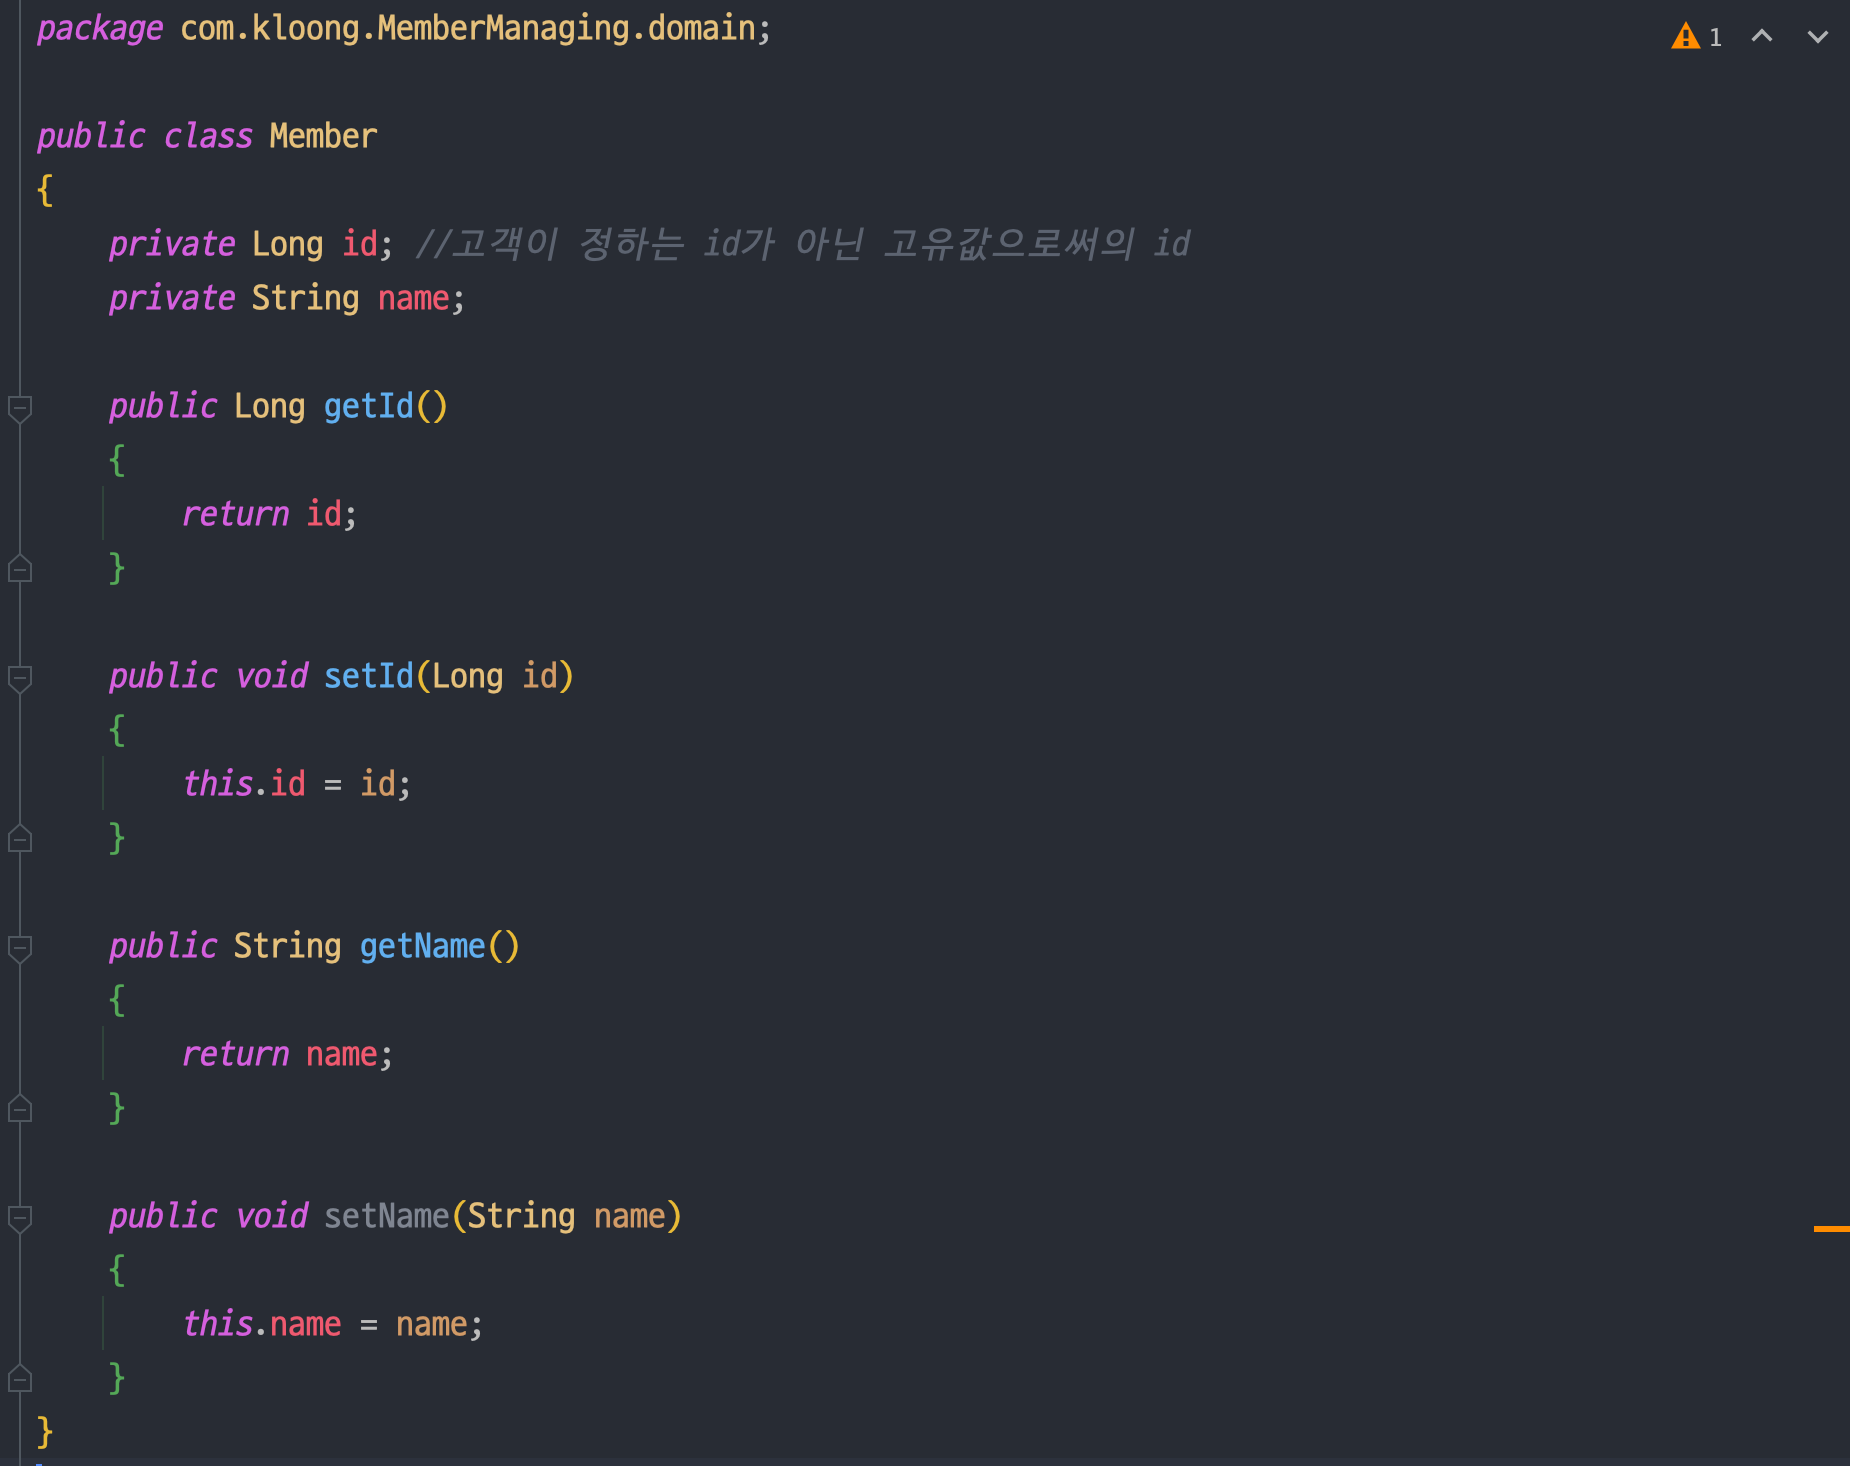 package com.kloong.MemberManaging.domain;
1
public class Member
{
private Long id; //고객이 정하는 id가 아닌 고유값으로써의 id
private String name;
public Long getId()
{
return id;
}
public void setId(Long id)
{
this.id = id;
}
public String getName()
{
return name;
}
public void setName(String name)
{
this.name = name;
}
}